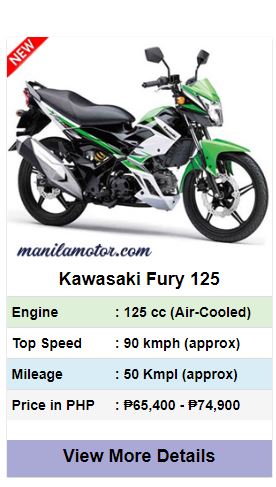 NEW
manilamotor.com
Kawasaki Fury 125
Engine : 125 cc (Air-Cooled)
Top Speed : 90 kmph (approx)
Mileage : 50 Kmpl (approx)
Price in PHP : ₱65,400 - ₱74,900
View More Details